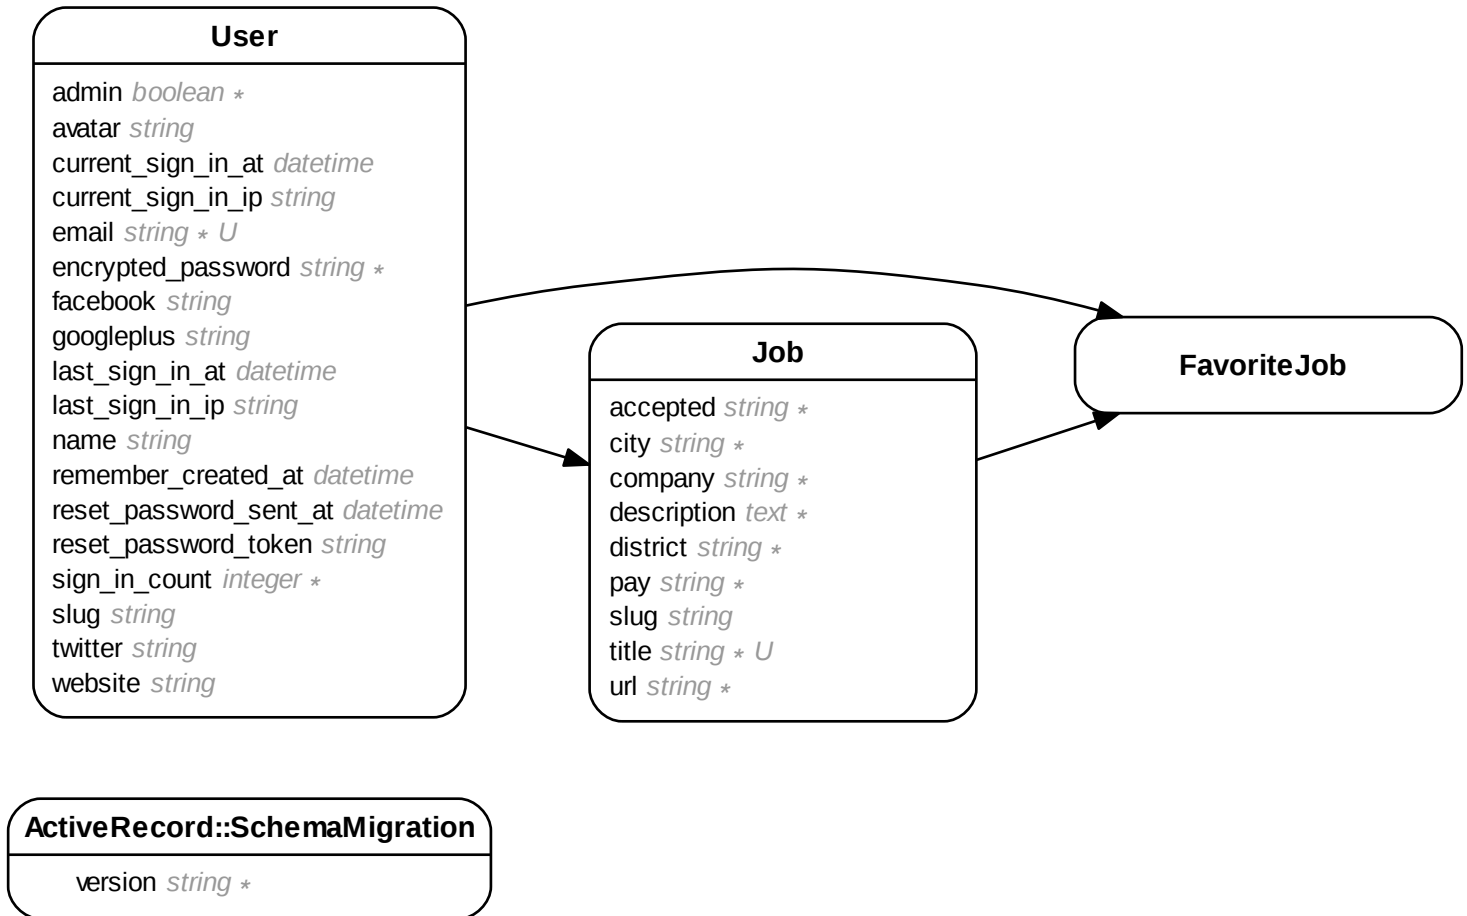 User
admin boolean *
avatar string
current_sign_in_at datetime
current_sign_in_ip string
email string * U
encrypted_password string *
facebook string
googleplus string
last_sign_in_at datetime
last_sign_in_ip string
name string
remember_created_at datetime
reset_password_sent_at datetime
reset_password_token string
sign_in_count integer *
slug string
twitter string
website string
Job
accepted string *
city string *
company string *
description text *
district string *
pay string *
slug string
title string * U
url string *
FavoriteJob
ActiveRecord::SchemaMigration
version string *